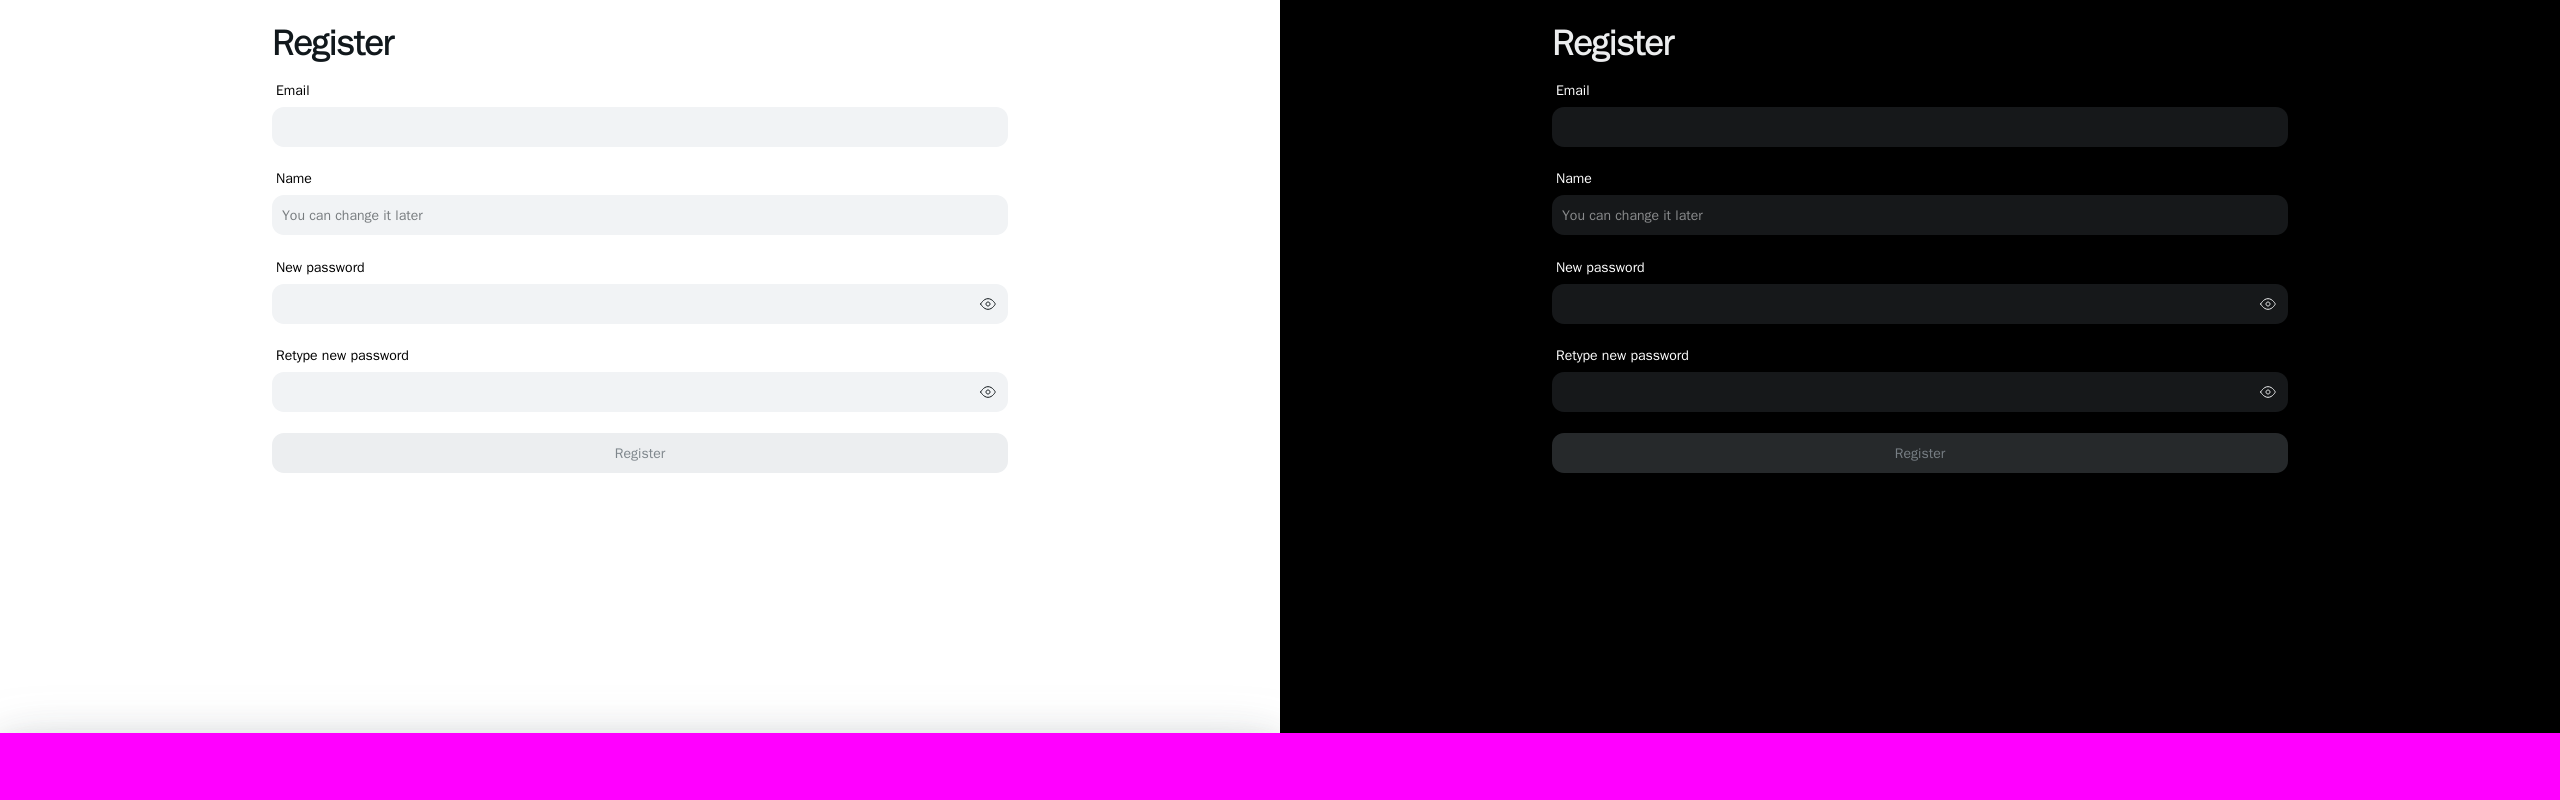 Register
Email
Name
You can change it later
New password
Retype new password
Register
Register
Email
Name
You can change it later
New password
Retype new password
Register